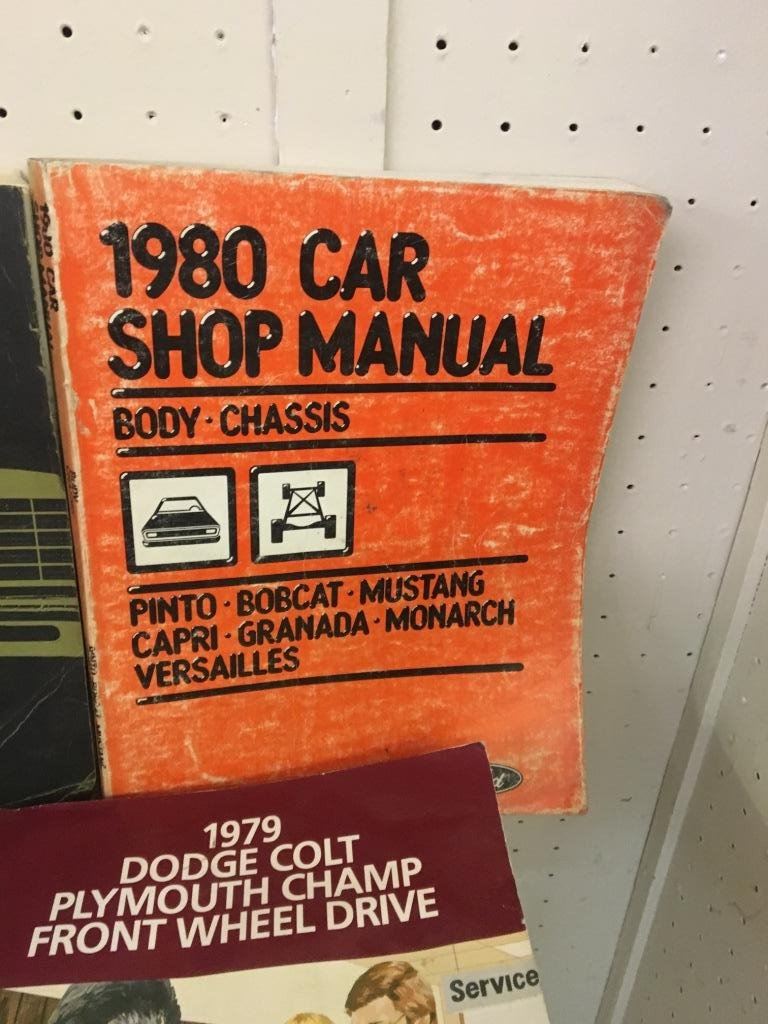 1980 CAR
SHOP MANUAL
BODY · CHASSIS
PINTO · BOBCAT · MUSTANG
CAPRI · GRANADA · MONARCH
VERSAILLES
1979
DODGE COLT
PLYMOUTH CHAMP
FRONT WHEEL DRIVE
Service